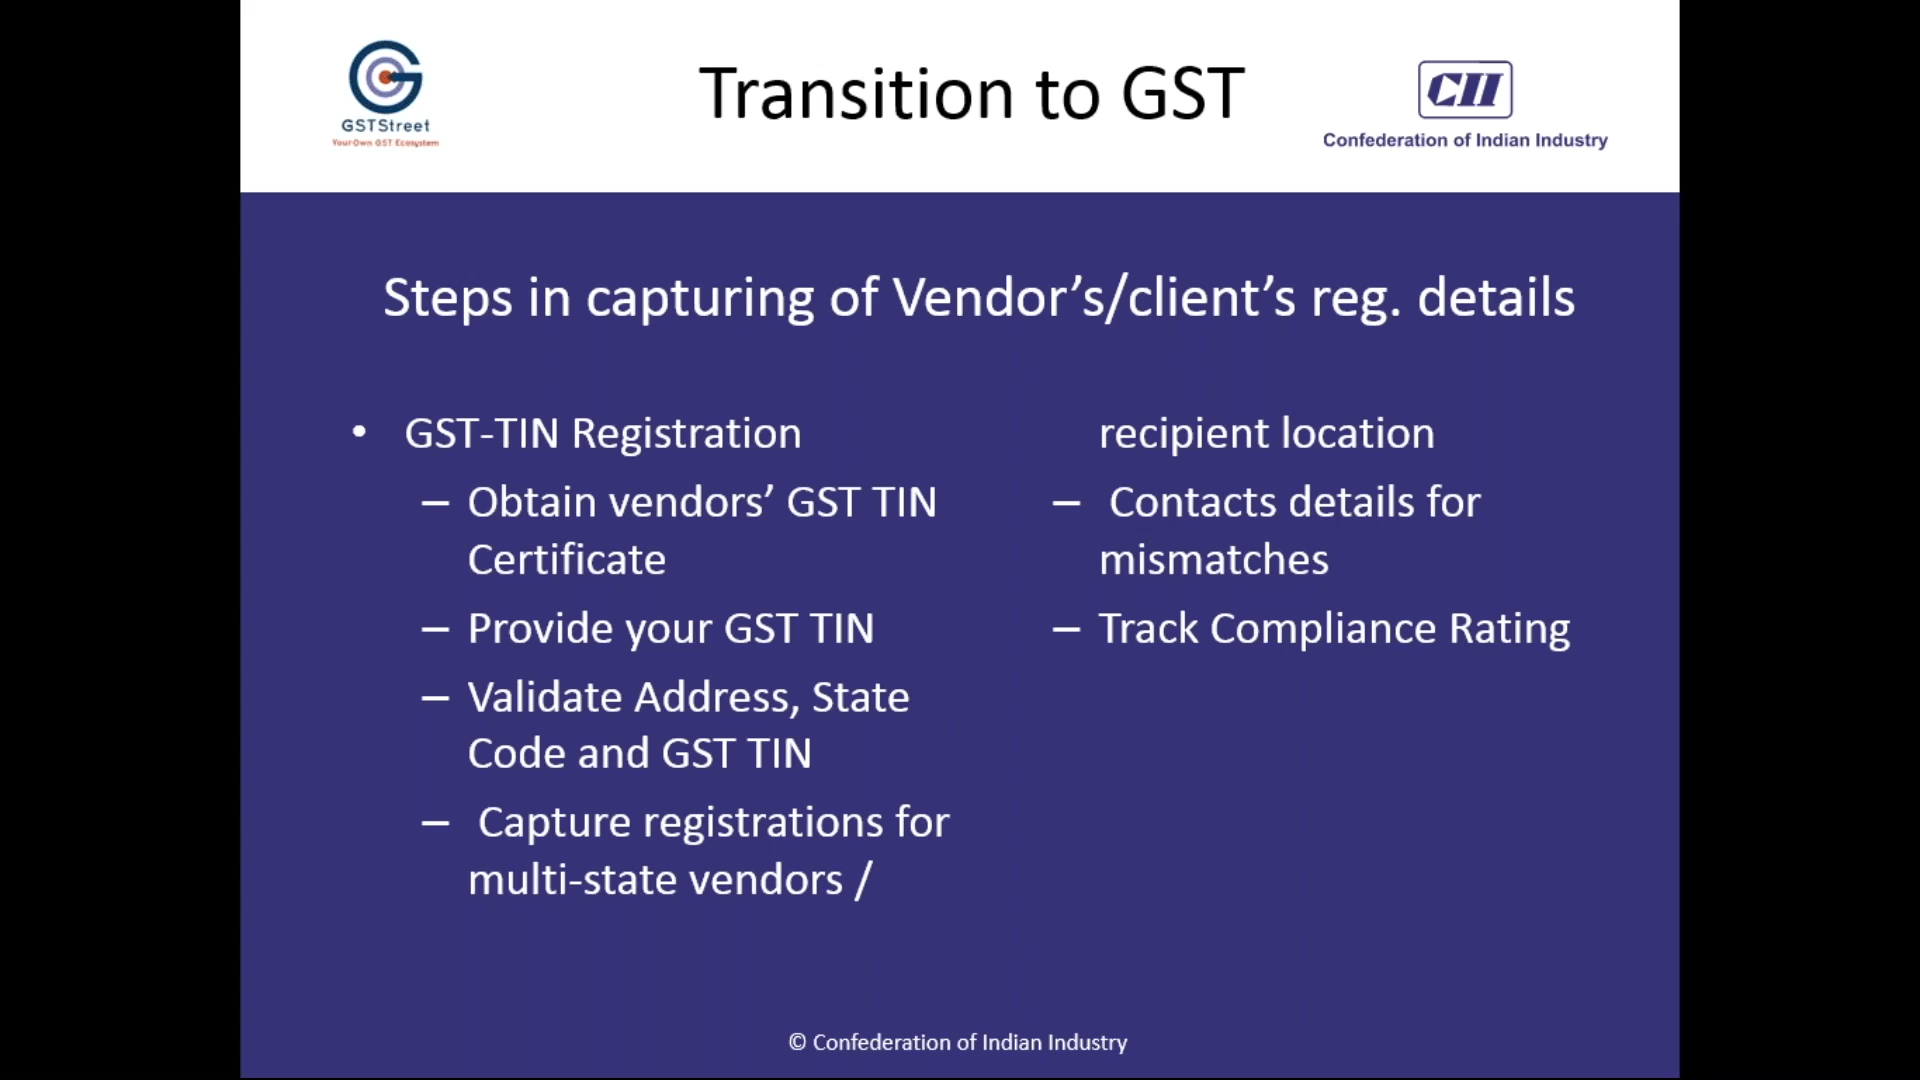 GSTStreet
Your Own GST Ecosystem
Transition to GST
CII
Confederation of Indian Industry
Steps in capturing of Vendor’s/client’s reg. details
• GST-TIN Registration
– Obtain vendors’ GST TIN
Certificate
– Provide your GST TIN
– Validate Address, State
Code and GST TIN
– Capture registrations for
multi-state vendors /
recipient location
– Contacts details for
mismatches
– Track Compliance Rating
© Confederation of Indian Industry